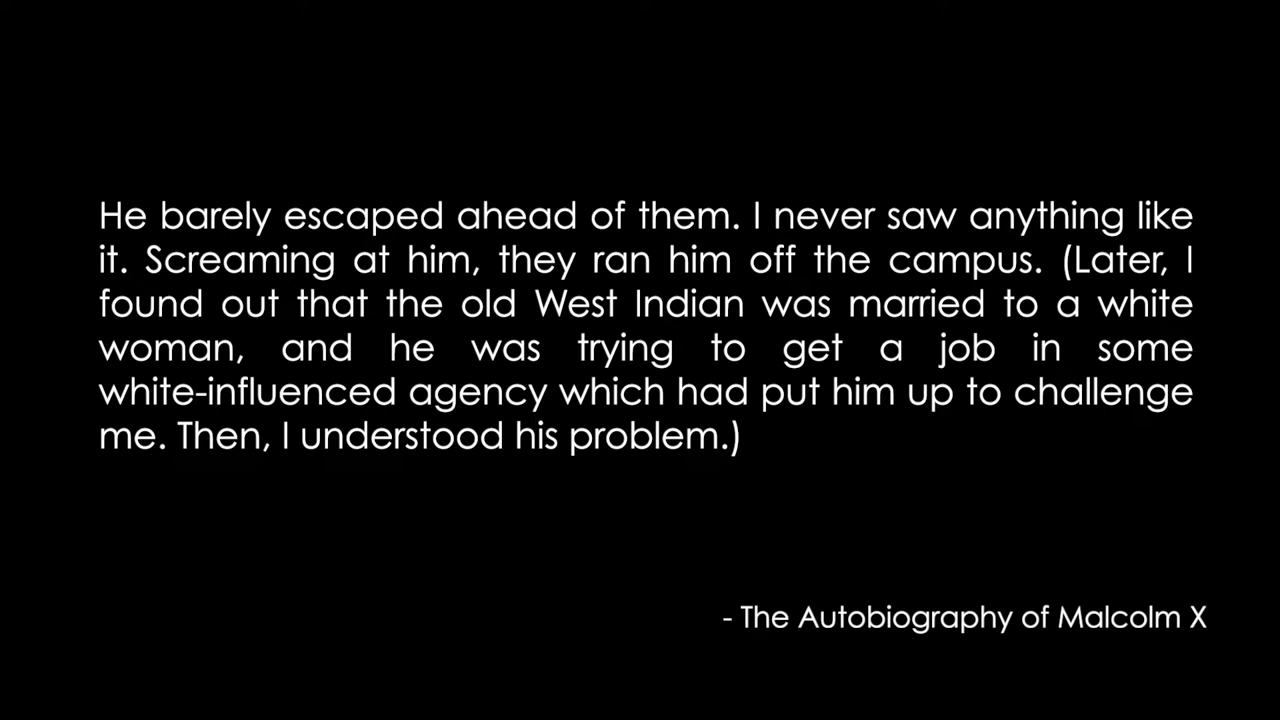 He barely escaped ahead of them. I never saw anything like
it. Screaming at him, they ran him off the campus. (Later, I
found out that the old West Indian was married to a white
woman, and he was trying to get a job in some
white-influenced agency which had put him up to challenge
me. Then, I understood his problem.)
- The Autobiography of Malcolm X